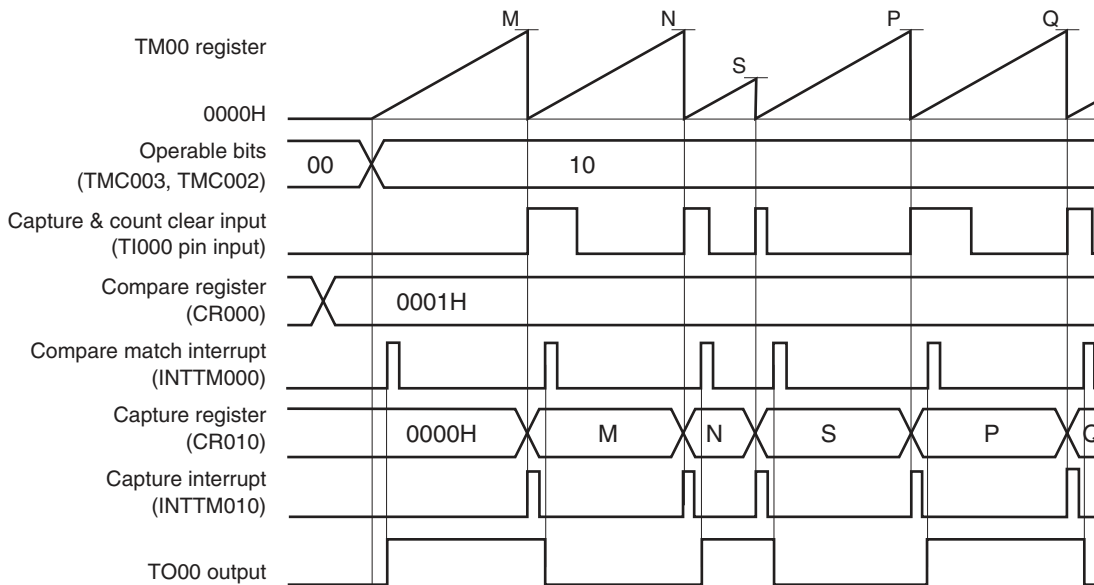 M N P Q
TM00 register
S
0000H
Operable bits
(TMC003, TMC002)
00 10
Capture & count clear input
(TI000 pin input)
Compare register
(CR000)
0001H
Compare match interrupt
(INTTM000)
Capture register
(CR010)
0000H M N S P Q
Capture interrupt
(INTTM010)
TO00 output